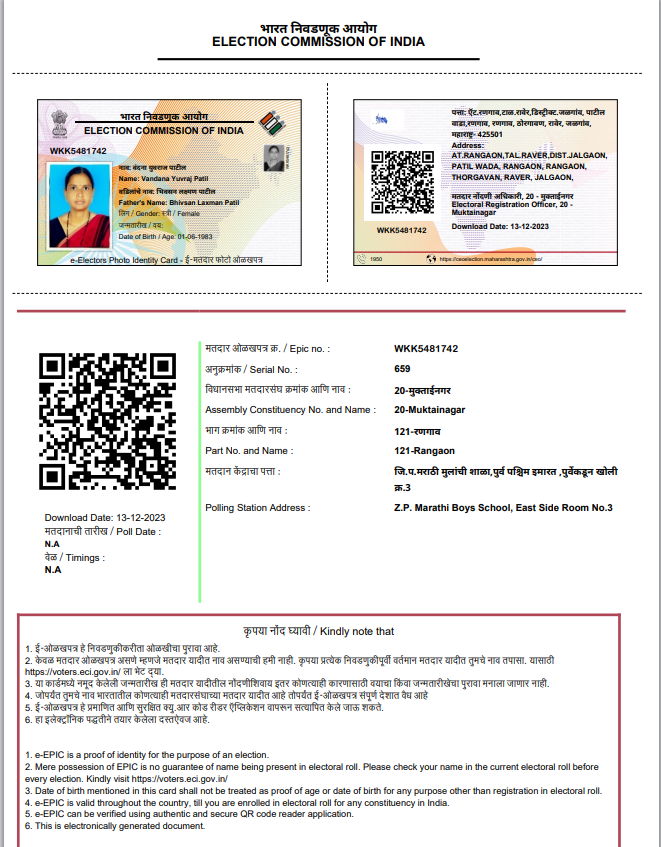 भारत निवडणूक आयोग
ELECTION COMMISSION OF INDIA
भारत निवडणूक आयोग
ELECTION COMMISSION OF INDIA
WKK5481742
नाव: वंदना युवराज पाटील
Name: Vandana Yuvraj Patil
वडिलांचे नाव: भिवसन लक्ष्मण पाटील
Father's Name: Bhivsan Laxman Patil
लिंग / Gender: स्त्री / Female
जन्मतारीख / वय:
Date of Birth / Age: 01-06-1983
e-Electors Photo Identity Card - ई-मतदार फोटो ओळखपत्र
पत्ता: ऍट.रणगाव,टाळ.रावेर,डिस्ट्रीक्ट.जळगांव, पाटील
वाडा,रणगाव, रणगाव, ठोरगावण, रावेर, जळगांव,
महाराष्ट्र- 425501
Address:
AT.RANGAON,TAL.RAVER,DIST.JALGAON,
PATIL WADA, RANGAON, RANGAON,
THORGAVAN, RAVER, JALGAON,
मतदार नोंदणी अधिकारी, 20 - मुक्ताईनगर
Electoral Registration Officer, 20 -
Muktainagar
WKK5481742
Download Date: 13-12-2023
1950
https://ceoelection.maharashtra.gov.in/ceo/
मतदार ओळखपत्र क्र. / Epic no. : WKK5481742
अनुक्रमांक / Serial No. : 659
विधानसभा मतदारसंघ क्रमांक आणि नाव : 20-मुक्ताईनगर
Assembly Constituency No. and Name : 20-Muktainagar
भाग क्रमांक आणि नाव : 121-रणगाव
Part No. and Name : 121-Rangaon
मतदान केंद्राचा पत्ता : जि.प.मराठी मुलांची शाळा,पुर्व पश्चिम इमारत ,पुर्वेकडून खोली
क्र.3
Polling Station Address : Z.P. Marathi Boys School, East Side Room No.3
Download Date: 13-12-2023
मतदानाची तारीख / Poll Date :
N.A
वेळ / Timings :
N.A
कृपया नोंद घ्यावी / Kindly note that
1. ई-ओळखपत्र हे निवडणुकीकरीता ओळखीचा पुरावा आहे.
2. केवळ मतदार ओळखपत्र असणे म्हणजे मतदार यादीत नाव असण्याची हमी नाही. कृपया प्रत्येक निवडणुकीपूर्वी वर्तमान मतदार यादीत तुमचे नाव तपासा. यासाठी
https://voters.eci.gov.in/ ला भेट द्या.
3. या कार्डमध्ये नमूद केलेली जन्मतारीख ही मतदार यादीतील नोंदणीशिवाय इतर कोणत्याही कारणासाठी वयाचा किंवा जन्मतारीखेचा पुरावा मनाला जाणार नाही.
4. जोपर्यंत तुमचे नाव भारतातील कोणत्याही मतदारसंघाच्या मतदार यादीत आहे तोपर्यंत ई-ओळखपत्र संपूर्ण देशात वैध आहे
5. ई-ओळखपत्र हे प्रमाणित आणि सुरक्षित क्यु.आर कोड रीडर ऍप्लिकेशन वापरून सत्यापित केले जाऊ शकते.
6. हा इलेक्ट्रॉनिक पद्धतीने तयार केलेला दस्तऐवज आहे.
1. e-EPIC is a proof of identity for the purpose of an election.
2. Mere possession of EPIC is no guarantee of name being present in electoral roll. Please check your name in the current electoral roll before
every election. Kindly visit https://voters.eci.gov.in/
3. Date of birth mentioned in this card shall not be treated as proof of age or date of birth for any purpose other than registration in electoral roll.
4. e-EPIC is valid throughout the country, till you are enrolled in electoral roll for any constituency in India.
5. e-EPIC can be verified using authentic and secure QR code reader application.
6. This is electronically generated document.